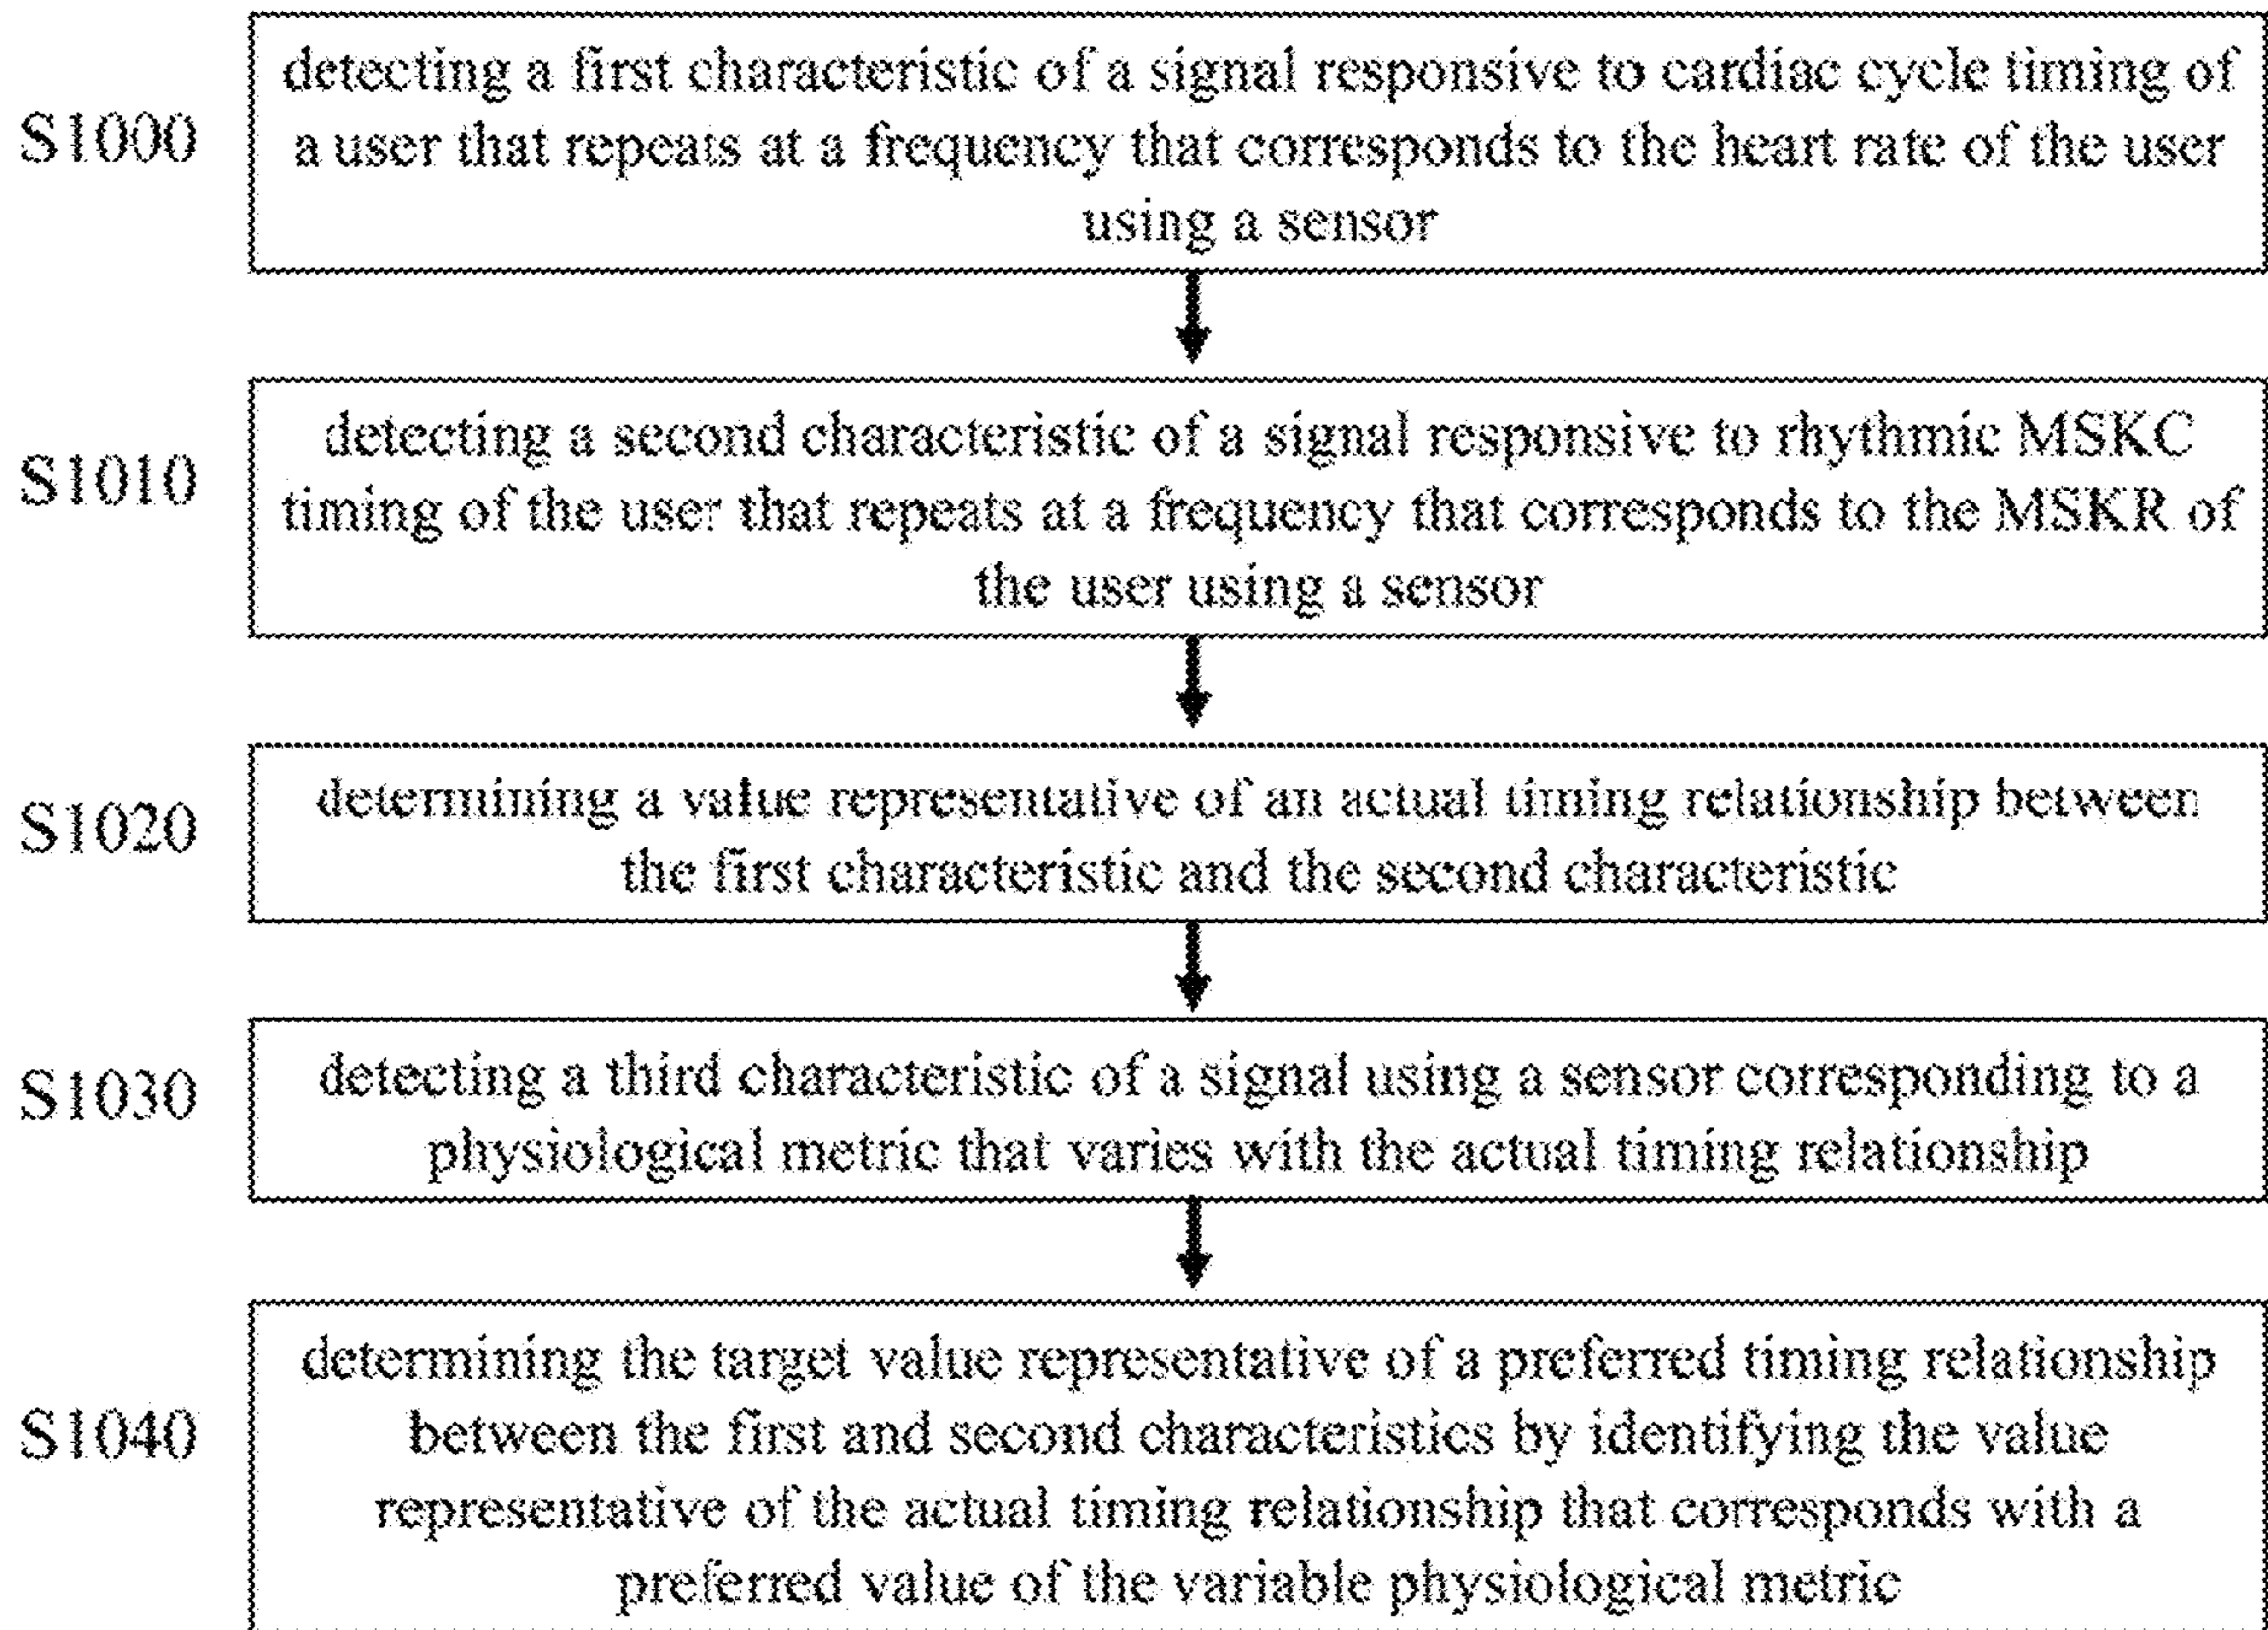 S1000
detecting a first characteristic of a signal responsive to cardiac cycle timing of
a user that repeats at a frequency that corresponds to the heart rate of the user
using a sensor
S1010
detecting a second characteristic of a signal responsive to rhythmic MSKC
timing of the user that repeats at a frequency that corresponds to the MSKR of
the user using a sensor
S1020
determining a value representative of an actual timing relationship between
the first characteristic and the second characteristic
S1030
detecting a third characteristic of a signal using a sensor corresponding to a
physiological metric that varies with the actual timing relationship
S1040
determining the target value representative of a preferred timing relationship
between the first and second characteristics by identifying the value
representative of the actual timing relationship that corresponds with a
preferred value of the variable physiological metric